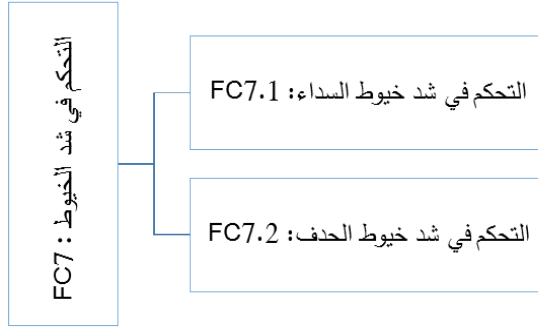 التحكم في شد الخيوط : FC7
التحكم في شد خيوط السداء: FC7.1
التحكم في شد خيوط الحدف: FC7.2